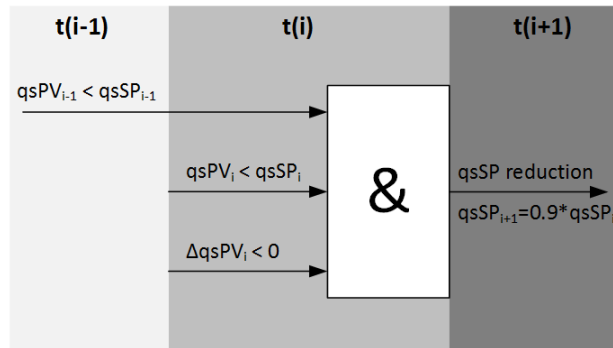 t(i-1)
t(i)
t(i+1)
qsPVᵢ₋₁ < qsSPᵢ₋₁
qsPVᵢ < qsSPᵢ
ΔqsPVᵢ < 0
&
qsSP reduction
qsSPᵢ₊₁=0.9*qsSPᵢ